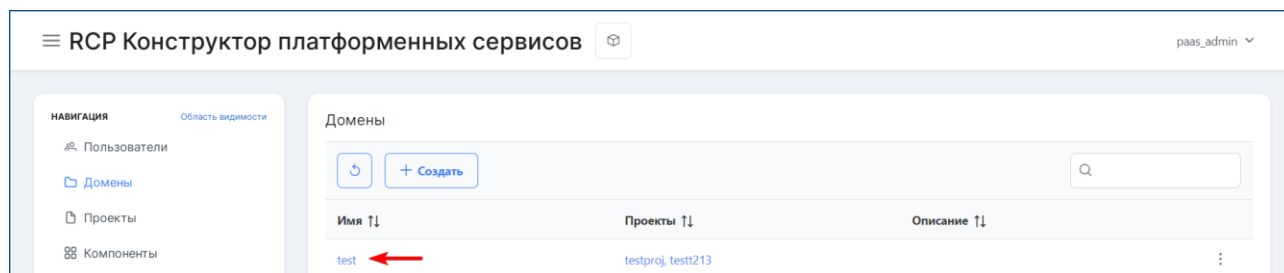 RCP Конструктор платформенных сервисов
paas_admin
НАВИГАЦИЯ Область видимости
Пользователи
Домены
Проекты
Компоненты
Домены
Создать
Имя Проекты Описание
test testproj, testt213